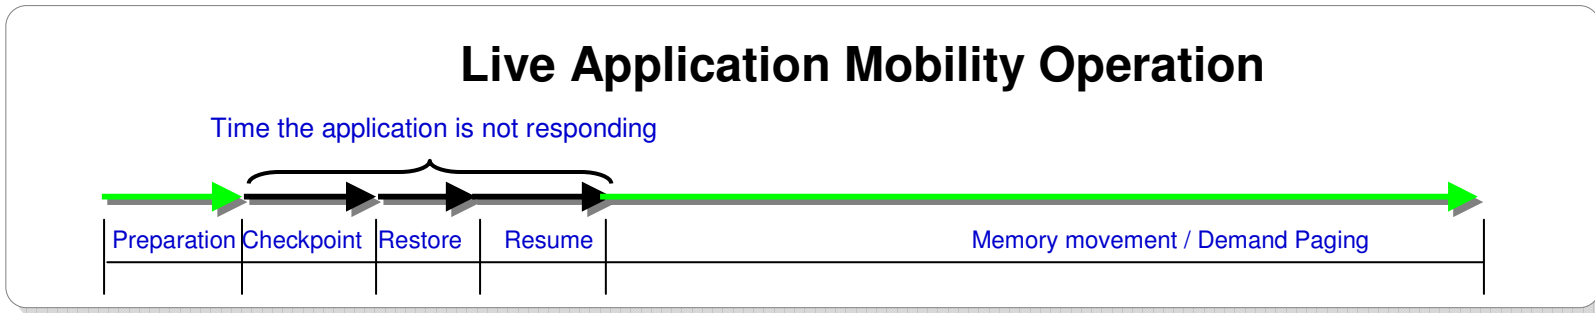 Live Application Mobility Operation
Time the application is not responding
Preparation Checkpoint Restore Resume Memory movement / Demand Paging